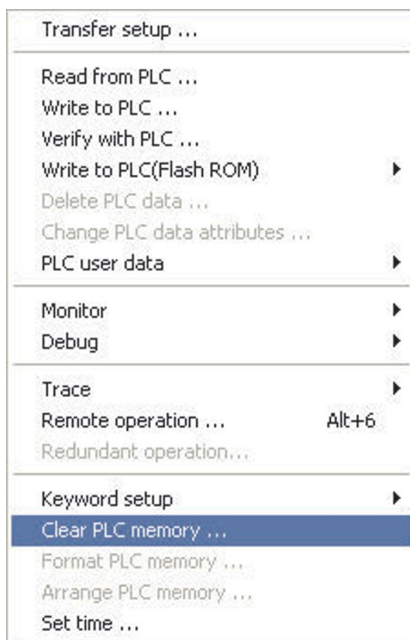 Transfer setup ...
Read from PLC ...
Write to PLC ...
Verify with PLC ...
Write to PLC(Flash ROM)
Delete PLC data ...
Change PLC data attributes ...
PLC user data
Monitor
Debug
Trace
Remote operation ... Alt+6
Redundant operation...
Keyword setup
Clear PLC memory ...
Format PLC memory ...
Arrange PLC memory ...
Set time ...